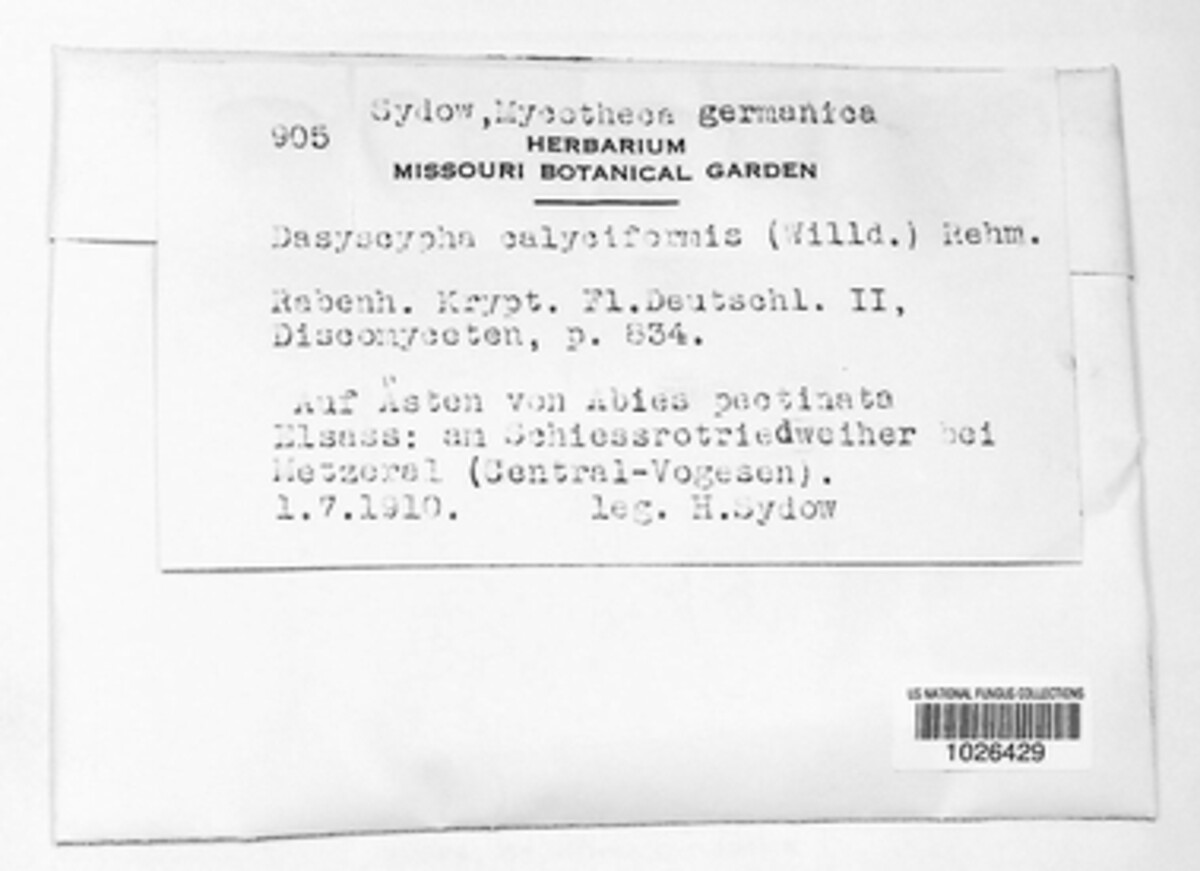 Sydow, Mycotheca germanica
905
HERBARIUM
MISSOURI BOTANICAL GARDEN
Dasyscypha calyciformis (Willd.) Rehm.
Rabenh. Krypt. Fl.Deutschl. II,
Discomyceten, p. 834.
Auf Ästen von Abies pectinata
Elsass: am Schiessrotriedweiher bei
Metzeral (Central-Vogesen).
1.7.1910. leg. H.Sydow
US NATIONAL FUNGUS COLLECTIONS
1026429